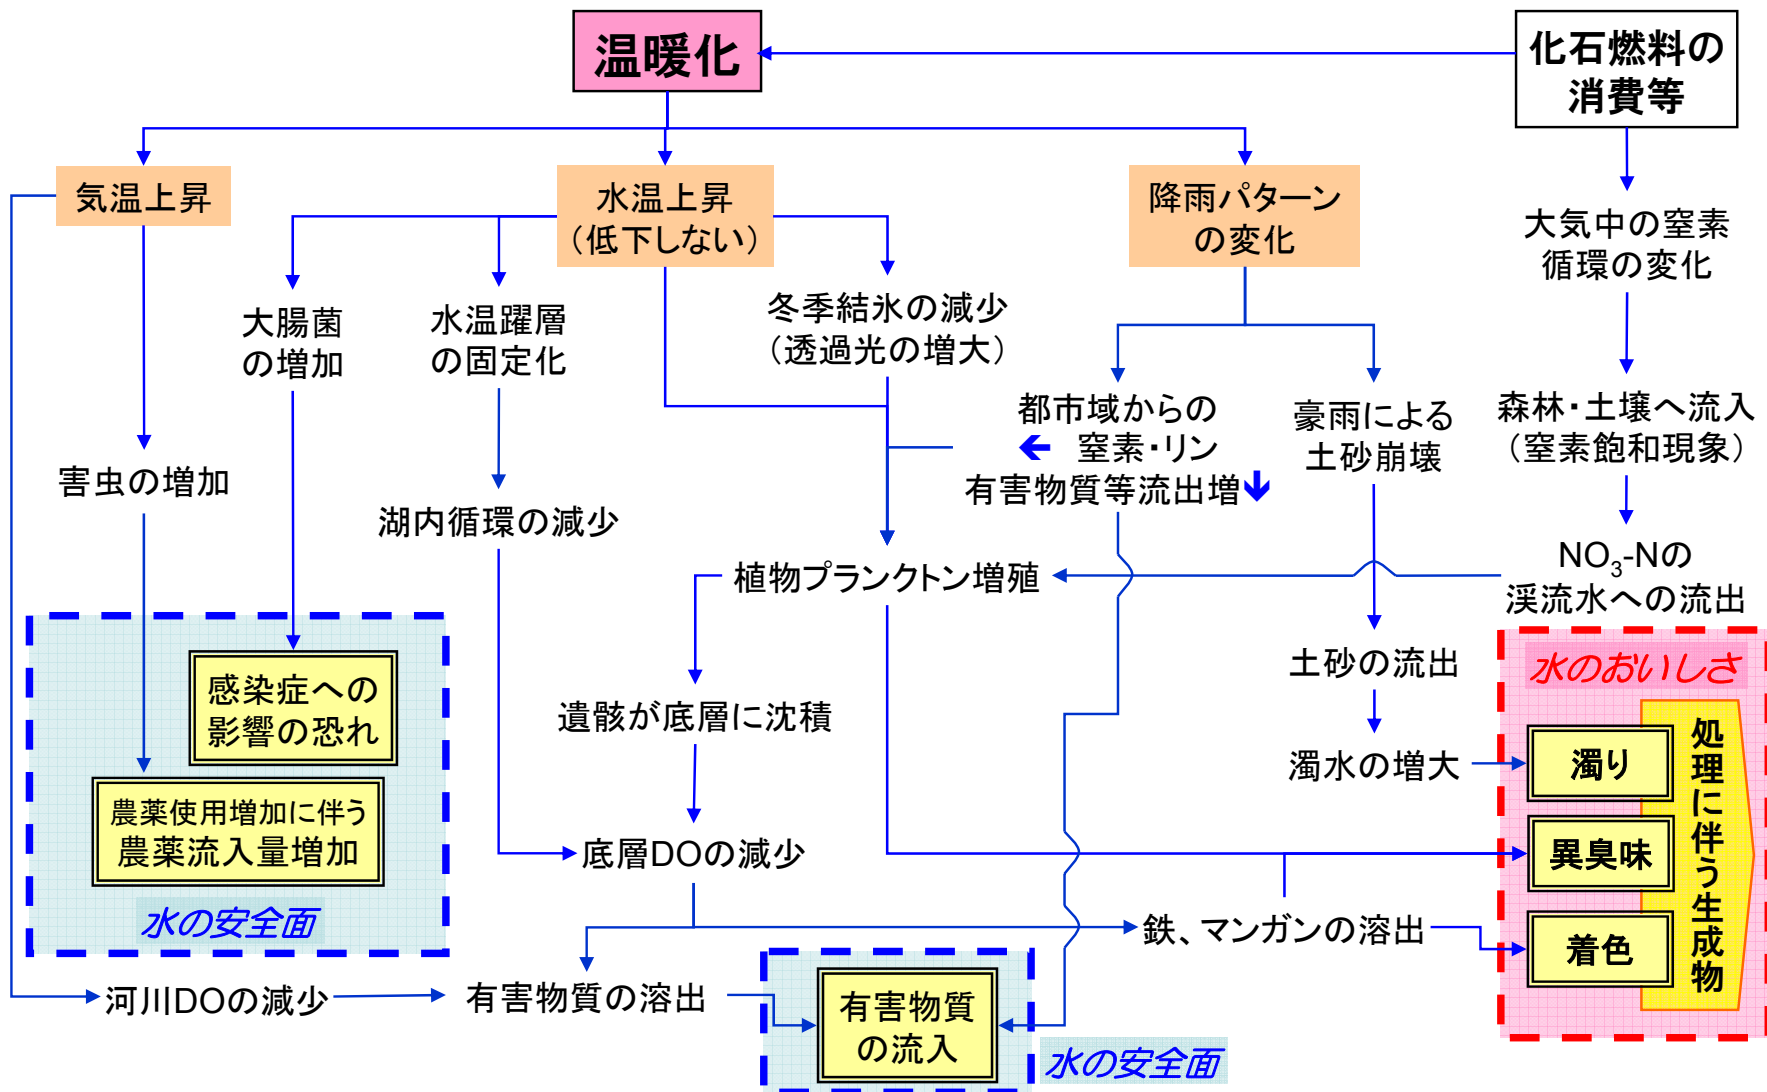 温暖化
化石燃料の
消費等
気温上昇
水温上昇
（低下しない）
降雨パターン
の変化
大気中の窒素
循環の変化
大腸菌
の増加
水温躍層
の固定化
冬季結氷の減少
（透過光の増大）
都市域からの
窒素・リン
有害物質等流出増
豪雨による
土砂崩壊
森林・土壌へ流入
（窒素飽和現象）
害虫の増加
湖内循環の減少
植物プランクトン増殖
NO3-Nの
渓流水への流出
感染症への
影響の恐れ
農薬使用増加に伴う
農薬流入量増加
水の安全面
遺骸が底層に沈積
土砂の流出
濁水の増大
水のおいしさ
濁り
異臭味
着色
処理に伴う生成物
底層DOの減少
鉄、マンガンの溶出
河川DOの減少
有害物質の溶出
有害物質
の流入
水の安全面